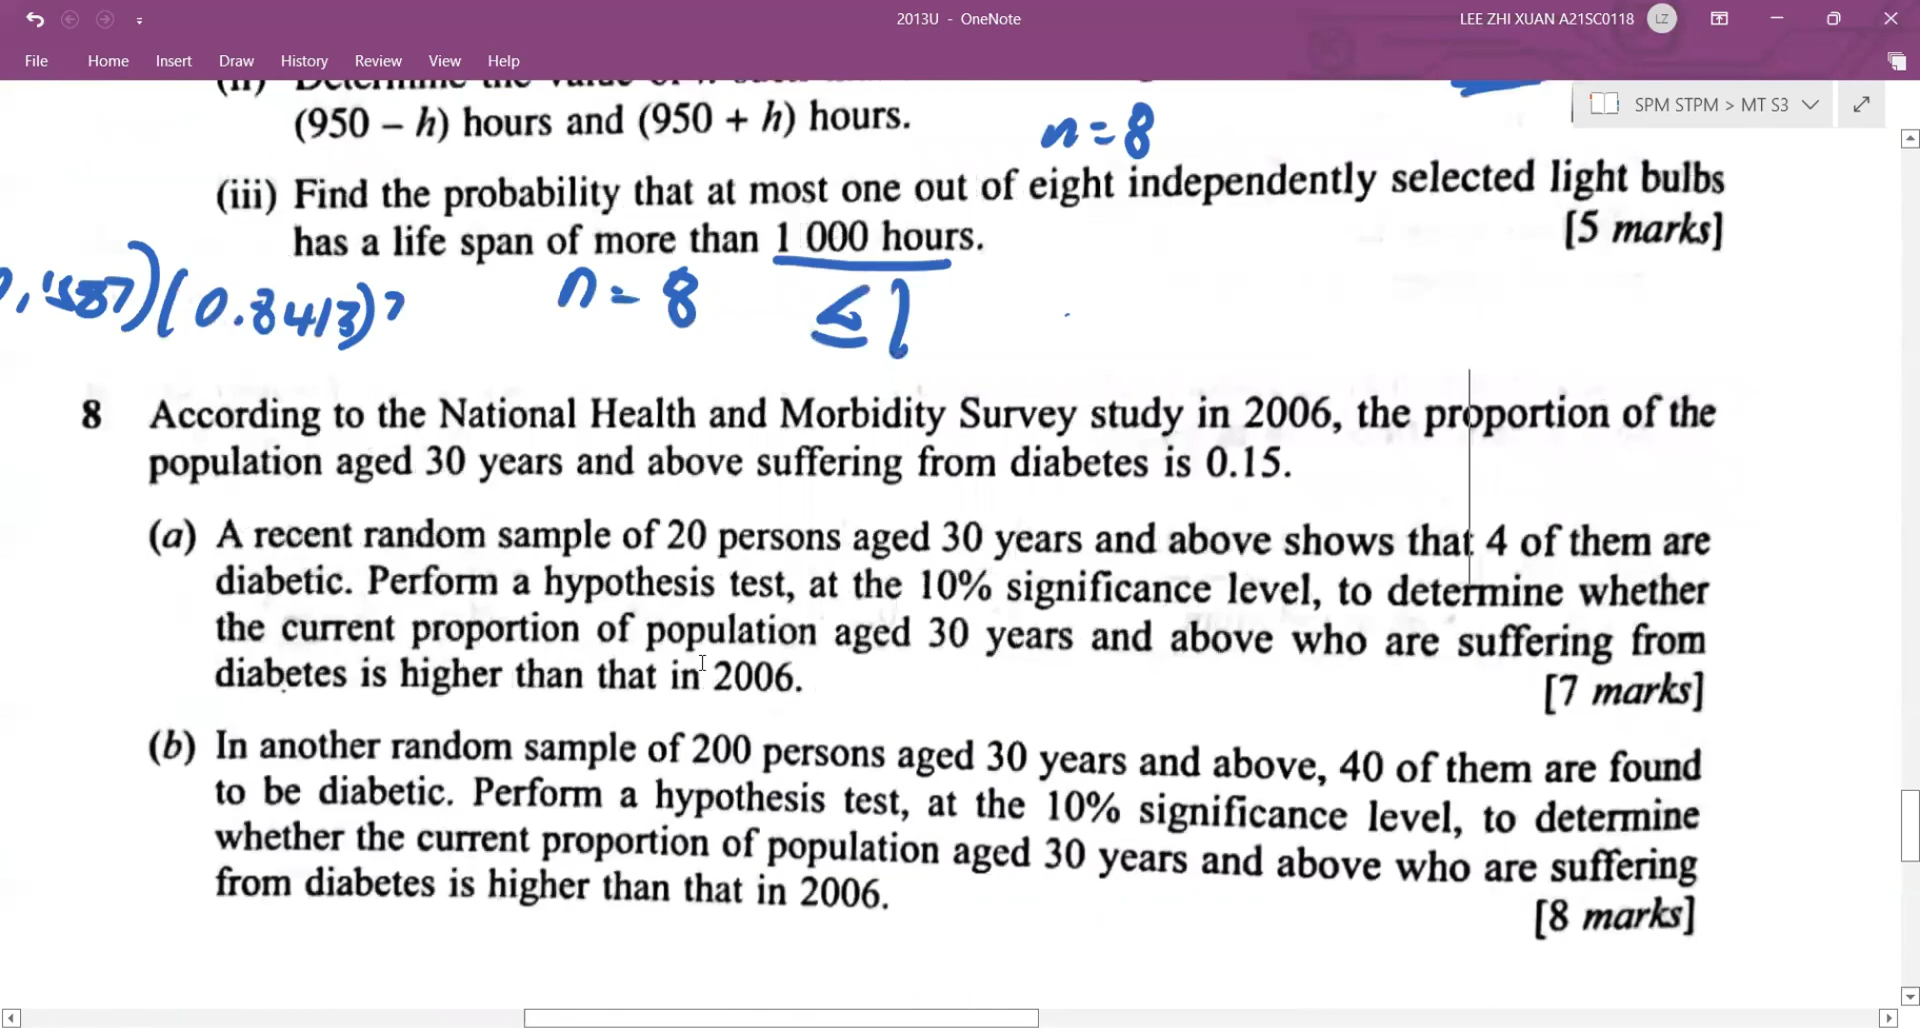 2013U - OneNote
LEE ZHI XUAN A21SC0118
LZ
File
Home
Insert
Draw
History
Review
View
Help
SPM STPM > MT S3
(ii) Determine the value of
(950 – h) hours and (950 + h) hours.
n = 8
(iii) Find the probability that at most one out of eight independently selected light bulbs
has a life span of more than 1 000 hours.
[5 marks]
(0.8413)7
n = 8
≤ 1
8 According to the National Health and Morbidity Survey study in 2006, the proportion of the
population aged 30 years and above suffering from diabetes is 0.15.
(a) A recent random sample of 20 persons aged 30 years and above shows that 4 of them are
diabetic. Perform a hypothesis test, at the 10% significance level, to determine whether
the current proportion of population aged 30 years and above who are suffering from
diabetes is higher than that in 2006.
[7 marks]
(b) In another random sample of 200 persons aged 30 years and above, 40 of them are found
to be diabetic. Perform a hypothesis test, at the 10% significance level, to determine
whether the current proportion of population aged 30 years and above who are suffering
from diabetes is higher than that in 2006.
[8 marks]